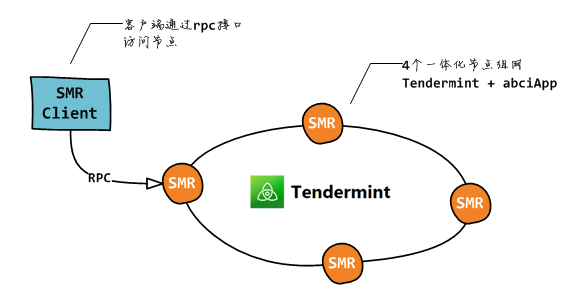 客户端通过rpc接口
访问节点
4个一体化节点组网
Tendermint + abciApp
SMR
Client
SMR
RPC
SMR
Tendermint
SMR
SMR